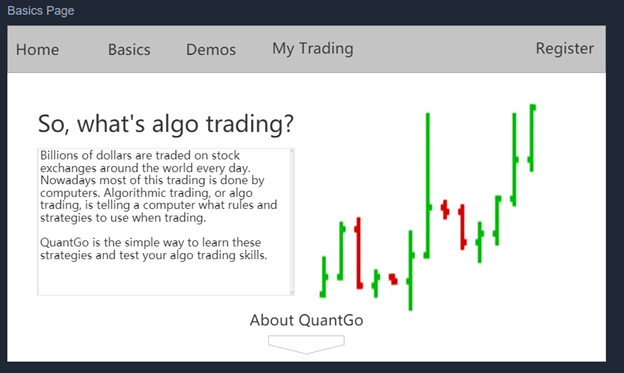 Basics Page
Home Basics Demos My Trading Register
So, what's algo trading?
Billions of dollars are traded on stock
exchanges around the world every day.
Nowadays most of this trading is done by
computers. Algorithmic trading, or algo
trading, is telling a computer what rules and
strategies to use when trading.
QuantGo is the simple way to learn these
strategies and test your algo trading skills.
About QuantGo